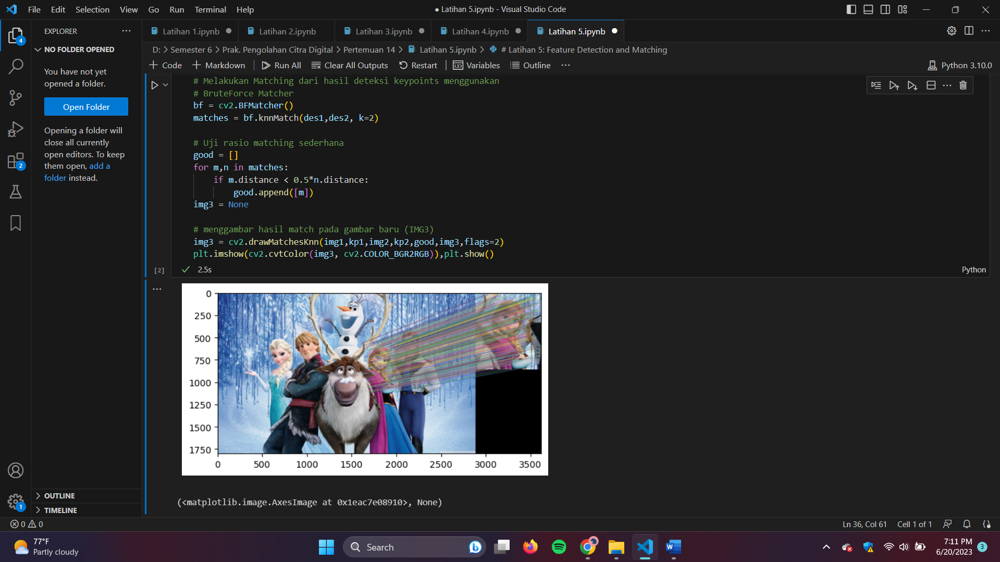 File Edit Selection View Go Run Terminal Help
● Latihan 5.ipynb - Visual Studio Code
EXPLORER
NO FOLDER OPENED
You have not yet
opened a folder.
Open Folder
Opening a folder will
close all currently
open editors. To keep
them open, add a
folder instead.
OUTLINE
TIMELINE
4
2
1
Latihan 1.ipynb Latihan 2.ipynb Latihan 3.ipynb Latihan 4.ipynb Latihan 5.ipynb
D: > Semester 6 > Prak. Pengolahan Citra Digital > Pertemuan 14 > Latihan 5.ipynb > # Latihan 5: Feature Detection and Matching
+ Code + Markdown Run All Clear All Outputs Restart (x) Variables Outline ... Python 3.10.0
# Melakukan Matching dari hasil deteksi keypoints menggunakan
# BruteForce Matcher
bf = cv2.BFMatcher()
matches = bf.knnMatch(des1,des2, k=2)
# Uji rasio matching sederhana
good = []
for m,n in matches:
if m.distance < 0.5*n.distance:
good.append([m])
img3 = None
# menggambar hasil match pada gambar baru (IMG3)
img3 = cv2.drawMatchesKnn(img1,kp1,img2,kp2,good,img3,flags=2)
plt.imshow(cv2.cvtColor(img3, cv2.COLOR_BGR2RGB)),plt.show()
[2] 2.5s Python
0
250
500
750
1000
1250
1500
1750
0 500 1000 1500 2000 2500 3000 3500
(<matplotlib.image.AxesImage at 0x1eac7e08910>, None)
0 0 Ln 36, Col 61 Cell 1 of 1
77°F
Partly cloudy
Search
7:11 PM
6/20/2023
3